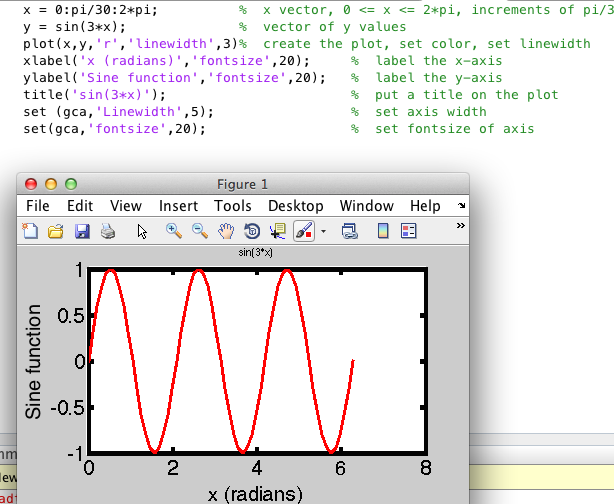 x = 0:pi/30:2*pi; % x vector, 0 <= x <= 2*pi, increments of pi/3
y = sin(3*x); % vector of y values
plot(x,y,'r','linewidth',3)% create the plot, set color, set linewidth
xlabel('x (radians)','fontsize',20); % label the x-axis
ylabel('Sine function','fontsize',20); % label the y-axis
title('sin(3*x)'); % put a title on the plot
set (gca,'Linewidth',5); % set axis width
set(gca,'fontsize',20); % set fontsize of axis
Figure 1
File Edit View Insert Tools Desktop Window Help
sin(3*x)
1
0.5
0
-0.5
-1
Sine function
0 2 4 6 8
x (radians)